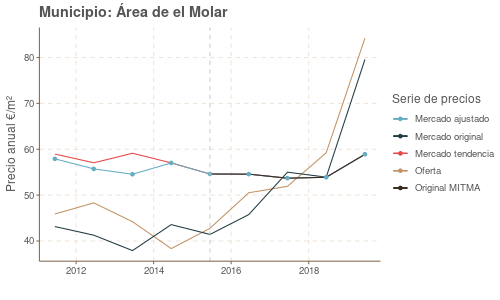 Municipio: Área de el Molar
Precio anual €/m²
80
70
60
50
40
2012
2014
2016
2018
Serie de precios
Mercado ajustado
Mercado original
Mercado tendencia
Oferta
Original MITMA